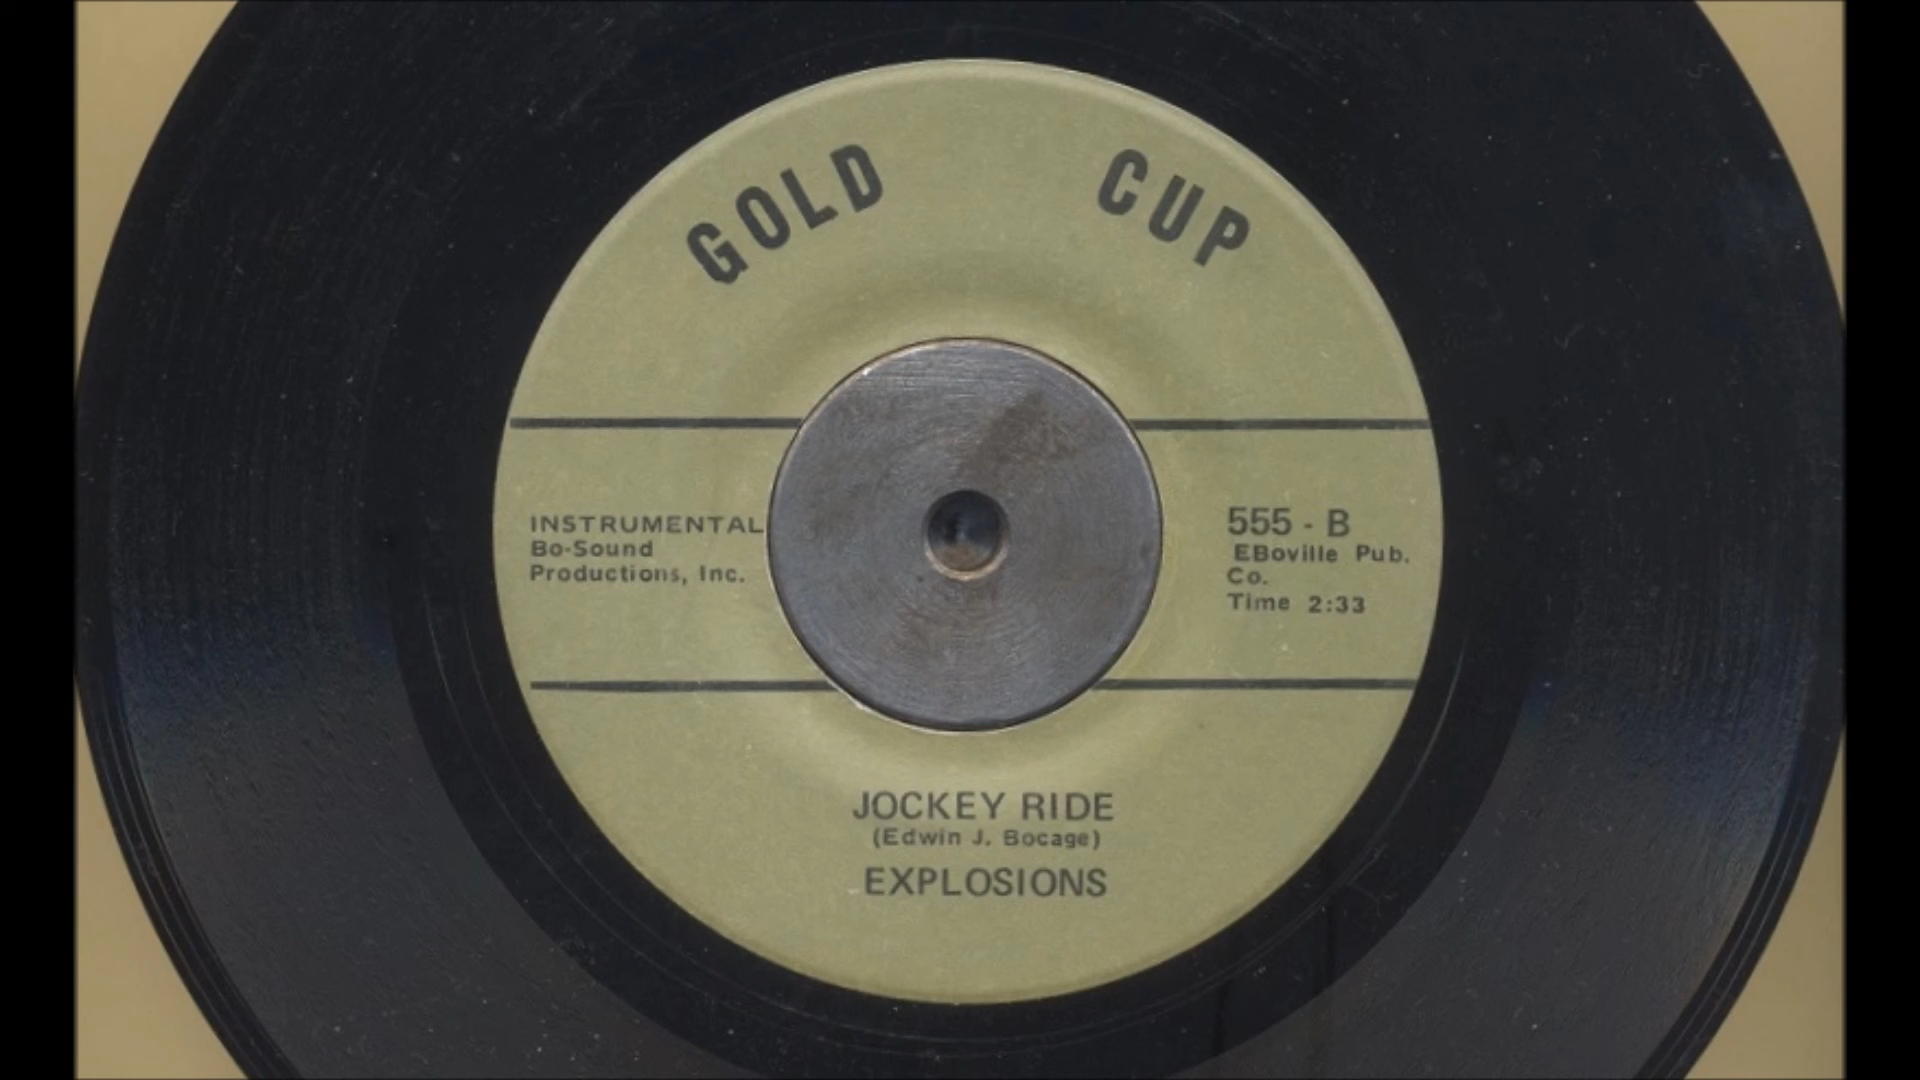 GOLD CUP
INSTRUMENTAL
Bo-Sound
Productions, Inc.
555 - B
EBoville Pub.
Co.
Time 2:33
JOCKEY RIDE
(Edwin J. Bocage)
EXPLOSIONS